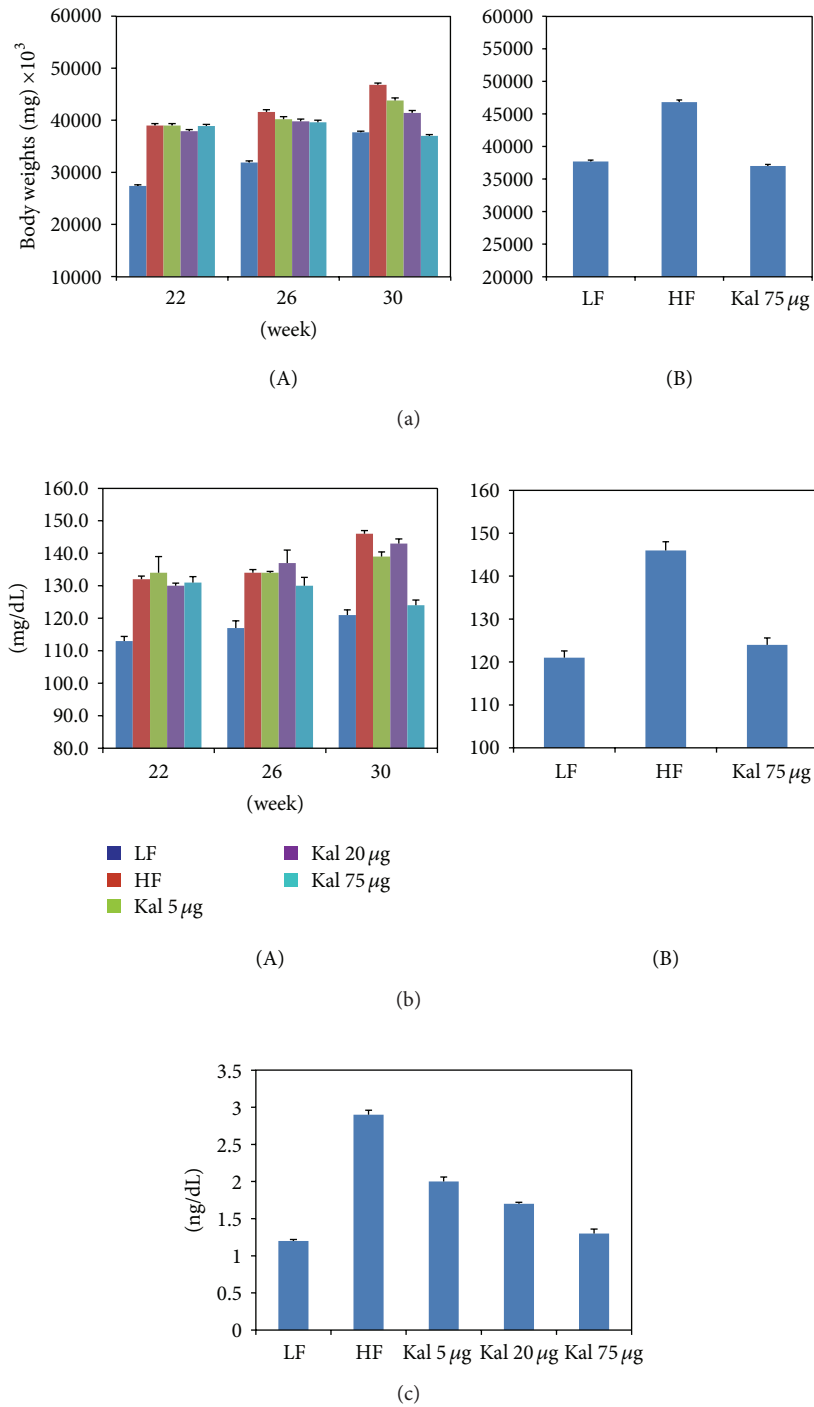 60000
50000
40000
30000
20000
10000
Body weights (mg) ×10³
22 26 30
(week)
(A)
60000
55000
50000
45000
40000
35000
30000
25000
20000
LF HF Kal 75 µg
(B)
(a)
160.0
150.0
140.0
130.0
120.0
110.0
100.0
90.0
80.0
(mg/dL)
22 26 30
(week)
LF
HF
Kal 5 µg
Kal 20 µg
Kal 75 µg
(A)
160
150
140
130
120
110
100
LF HF Kal 75 µg
(B)
(b)
3.5
3
2.5
2
1.5
1
0.5
0
(ng/dL)
LF HF Kal 5 µg Kal 20 µg Kal 75 µg
(c)